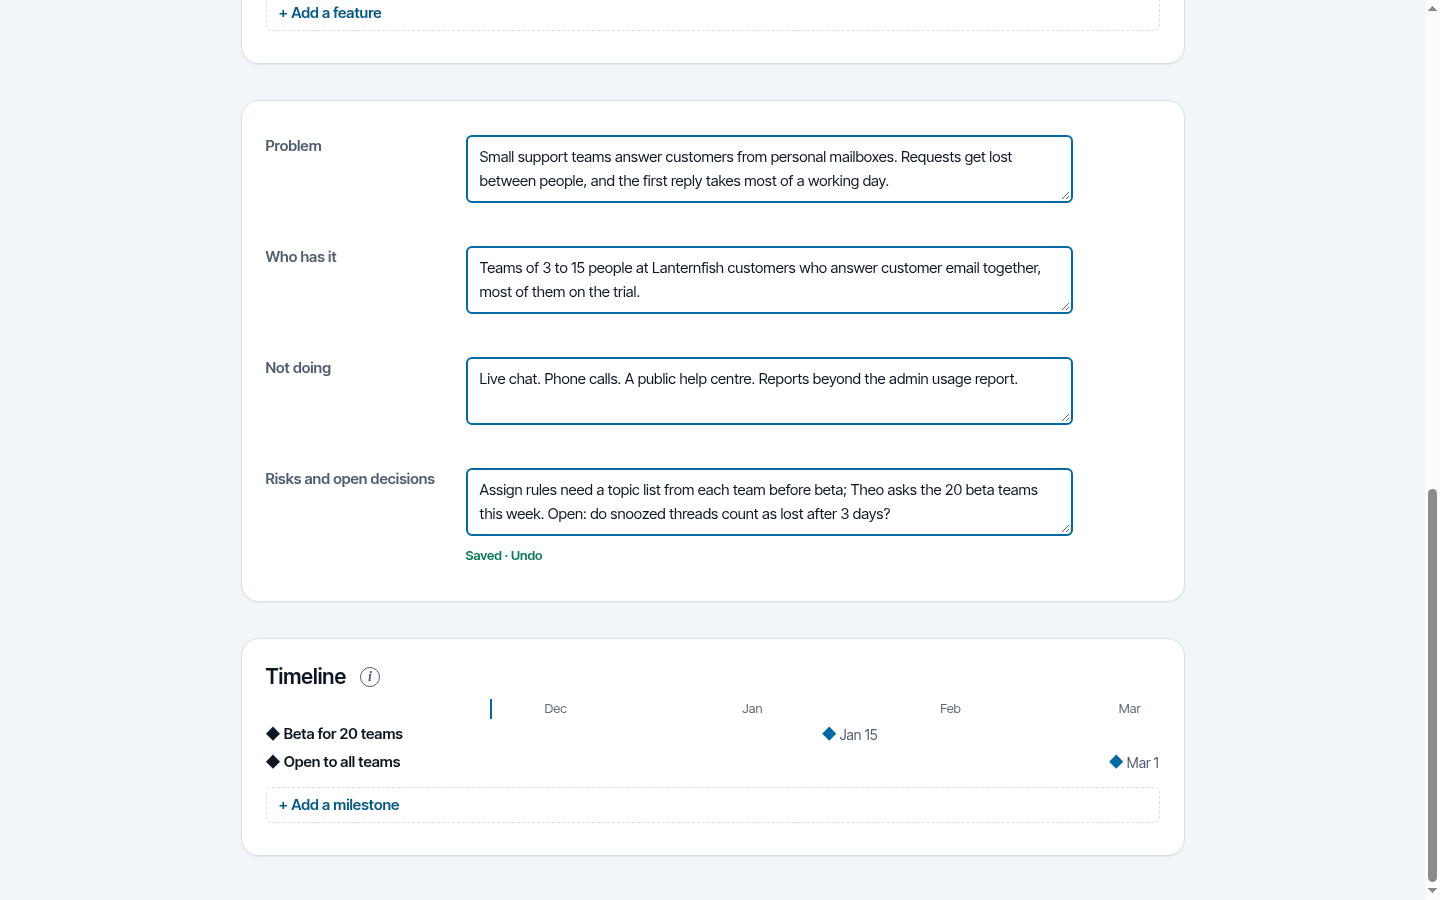 + Add a feature
Problem
Small support teams answer customers from personal mailboxes. Requests get lost
between people, and the first reply takes most of a working day.
Who has it
Teams of 3 to 15 people at Lanternfish customers who answer customer email together,
most of them on the trial.
Not doing
Live chat. Phone calls. A public help centre. Reports beyond the admin usage report.
Risks and open decisions
Assign rules need a topic list from each team before beta; Theo asks the 20 beta teams
this week. Open: do snoozed threads count as lost after 3 days?
Saved · Undo
Timeline i
Dec Jan Feb Mar
Beta for 20 teams Jan 15
Open to all teams Mar 1
+ Add a milestone